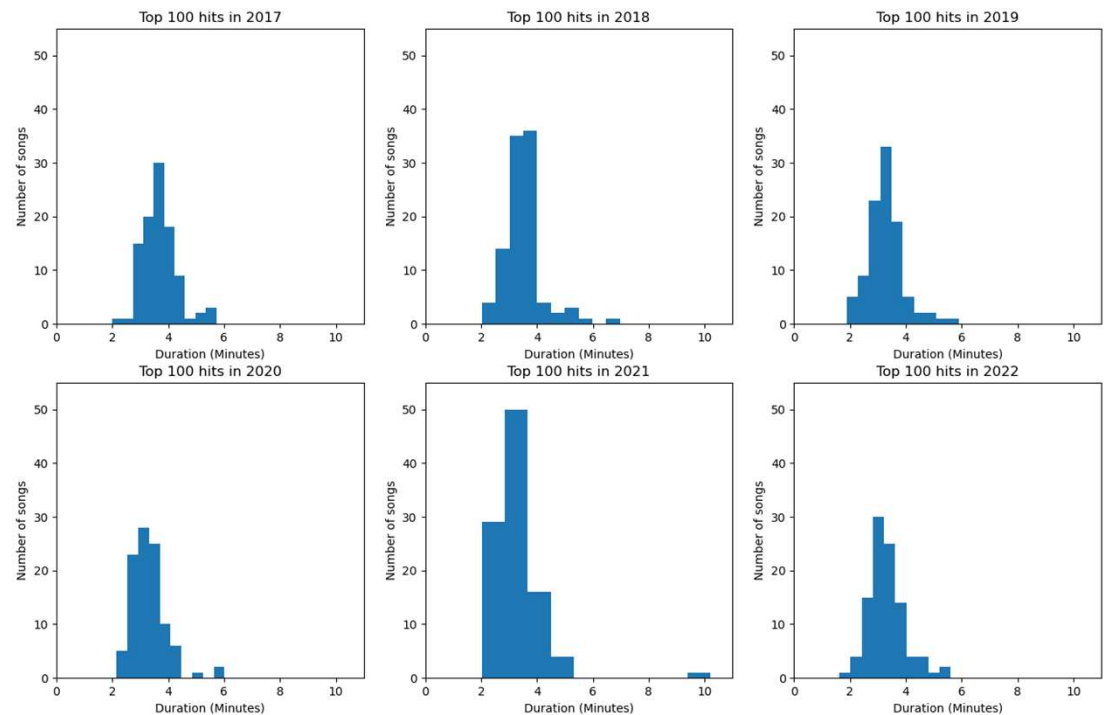 Top 100 hits in 2017
Top 100 hits in 2018
Top 100 hits in 2019
50
40
30
20
10
0
Number of songs
0 2 4 6 8 10
Duration (Minutes)
50
40
30
20
10
0
Number of songs
0 2 4 6 8 10
Duration (Minutes)
50
40
30
20
10
0
Number of songs
0 2 4 6 8 10
Duration (Minutes)
Top 100 hits in 2020
Top 100 hits in 2021
Top 100 hits in 2022
50
40
30
20
10
0
Number of songs
0 2 4 6 8 10
Duration (Minutes)
50
40
30
20
10
0
Number of songs
0 2 4 6 8 10
Duration (Minutes)
50
40
30
20
10
0
Number of songs
0 2 4 6 8 10
Duration (Minutes)